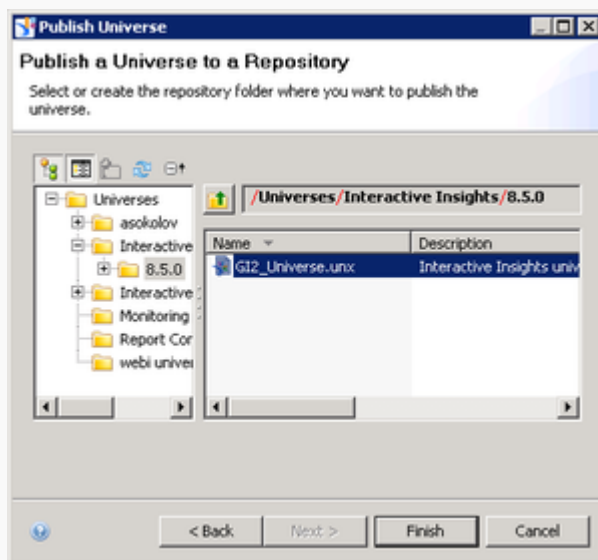 Publish Universe
Publish a Universe to a Repository
Select or create the repository folder where you want to publish the
universe.
/Universes/Interactive Insights/8.5.0
Universes
asokolov
Interactive
8.5.0
Interactive
Monitoring
Report Cor
webi univer
Name
Description
GI2_Universe.unx
Interactive Insights univ
< Back
Next >
Finish
Cancel